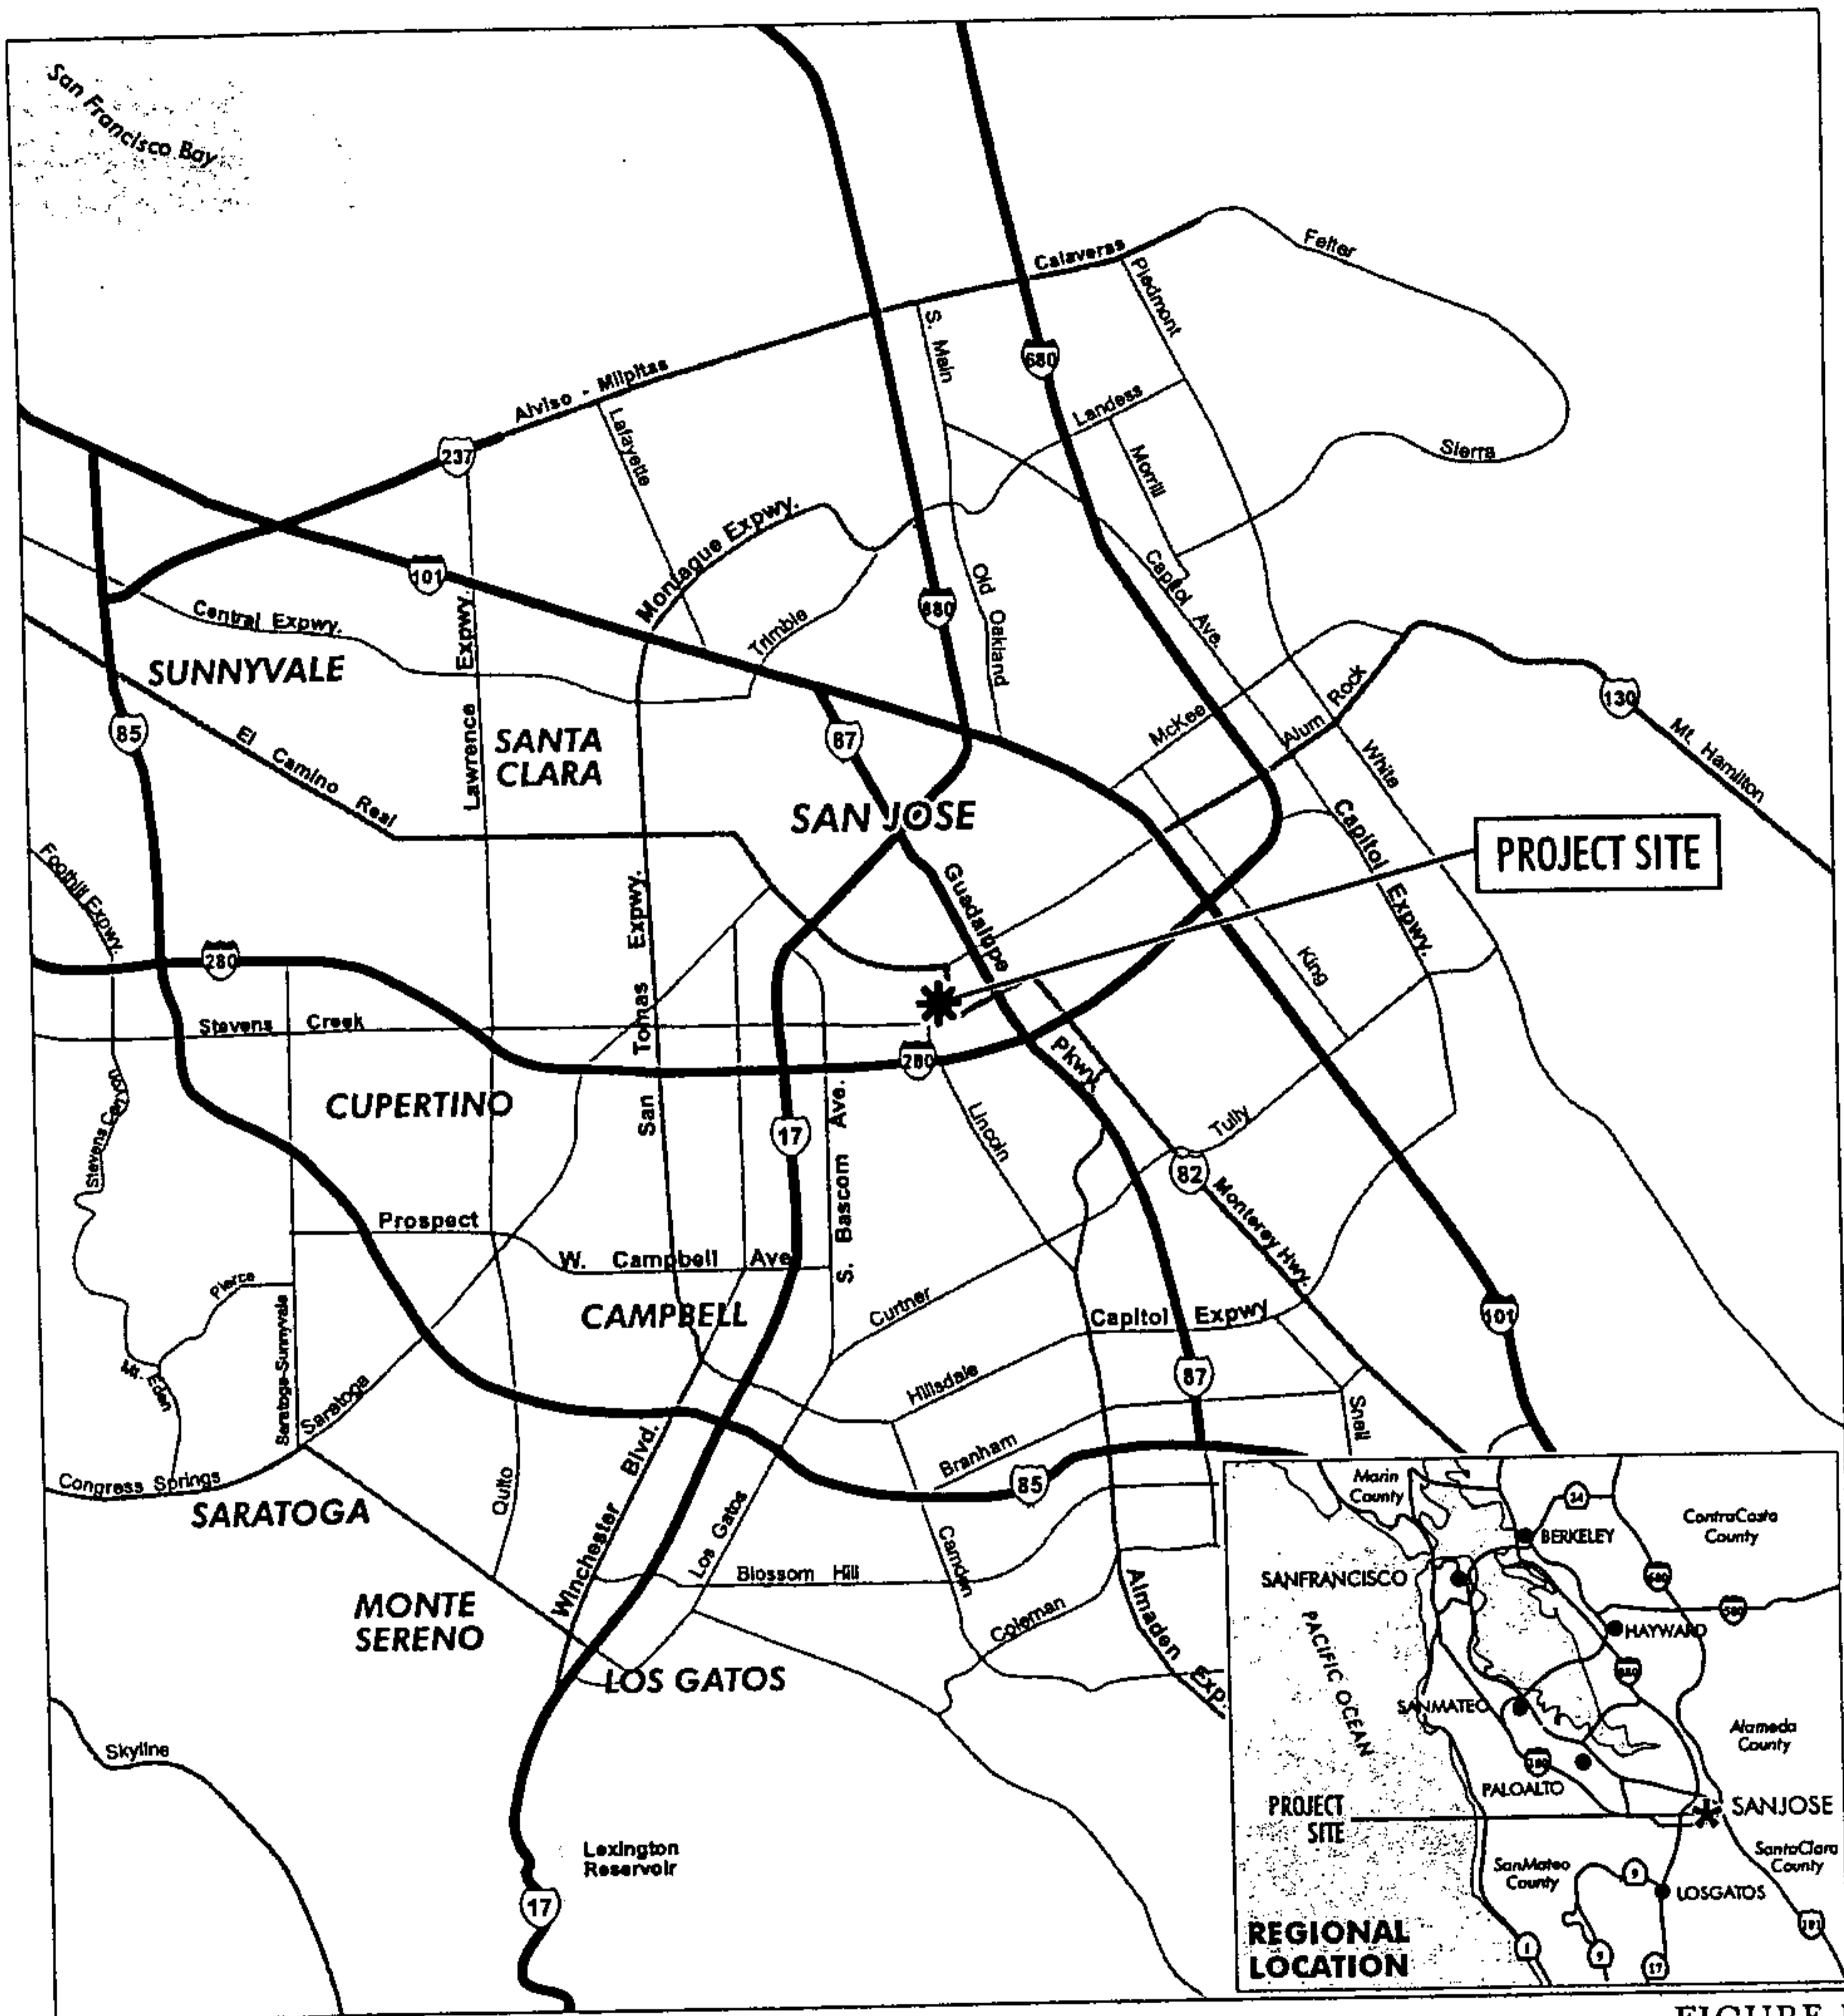 San Francisco Bay
Calaveras
Felter
Piedmont
S. Main
680
Alviso - Milpitas
Landess
Lafayette
237
Morrill
Sierra
Montague Expwy.
101
Capitol Ave.
Old Oakland
880
Central Expwy.
Lawrence Expwy.
Trimble
SUNNYVALE
Rock
130
85
SANTA
CLARA
87
McKee
Alum
White
Mt. Hamilton
El Camino Real
SAN JOSE
Capitol Expwy.
PROJECT SITE
Foothill Expwy.
Guadalupe
Pkwy.
San Tomas Expwy.
280
King
Stevens Creek
280
Stevens Canyon
CUPERTINO
17
S. Bascom Ave.
Lincoln
Tully
82
Monterey Hwy.
Prospect
W. Campbell Ave
Pierce
CAMPBELL
Curtner
Capitol Expwy
101
Mt. Eden
Saratoga-Sunnyvale
Saratoga
Hillsdale
87
Snell
Branham
Congress Springs
SARATOGA
Quito
Winchester Blvd.
85
Los Gatos
Blossom Hill
Camden
MONTE
SERENO
Coleman
Almaden Exp.
LOS GATOS
Skyline
Lexington
Reservoir
17
Marin
County
24
ContraCosta
County
BERKELEY
SANFRANCISCO
680
580
HAYWARD
PACIFIC OCEAN
880
SANMATEO
Alameda
County
280
PALOALTO
PROJECT
SITE
SANJOSE
SantaClara
County
SanMateo
County
9
LOSGATOS
101
REGIONAL
LOCATION
1
9
17
FIGURE